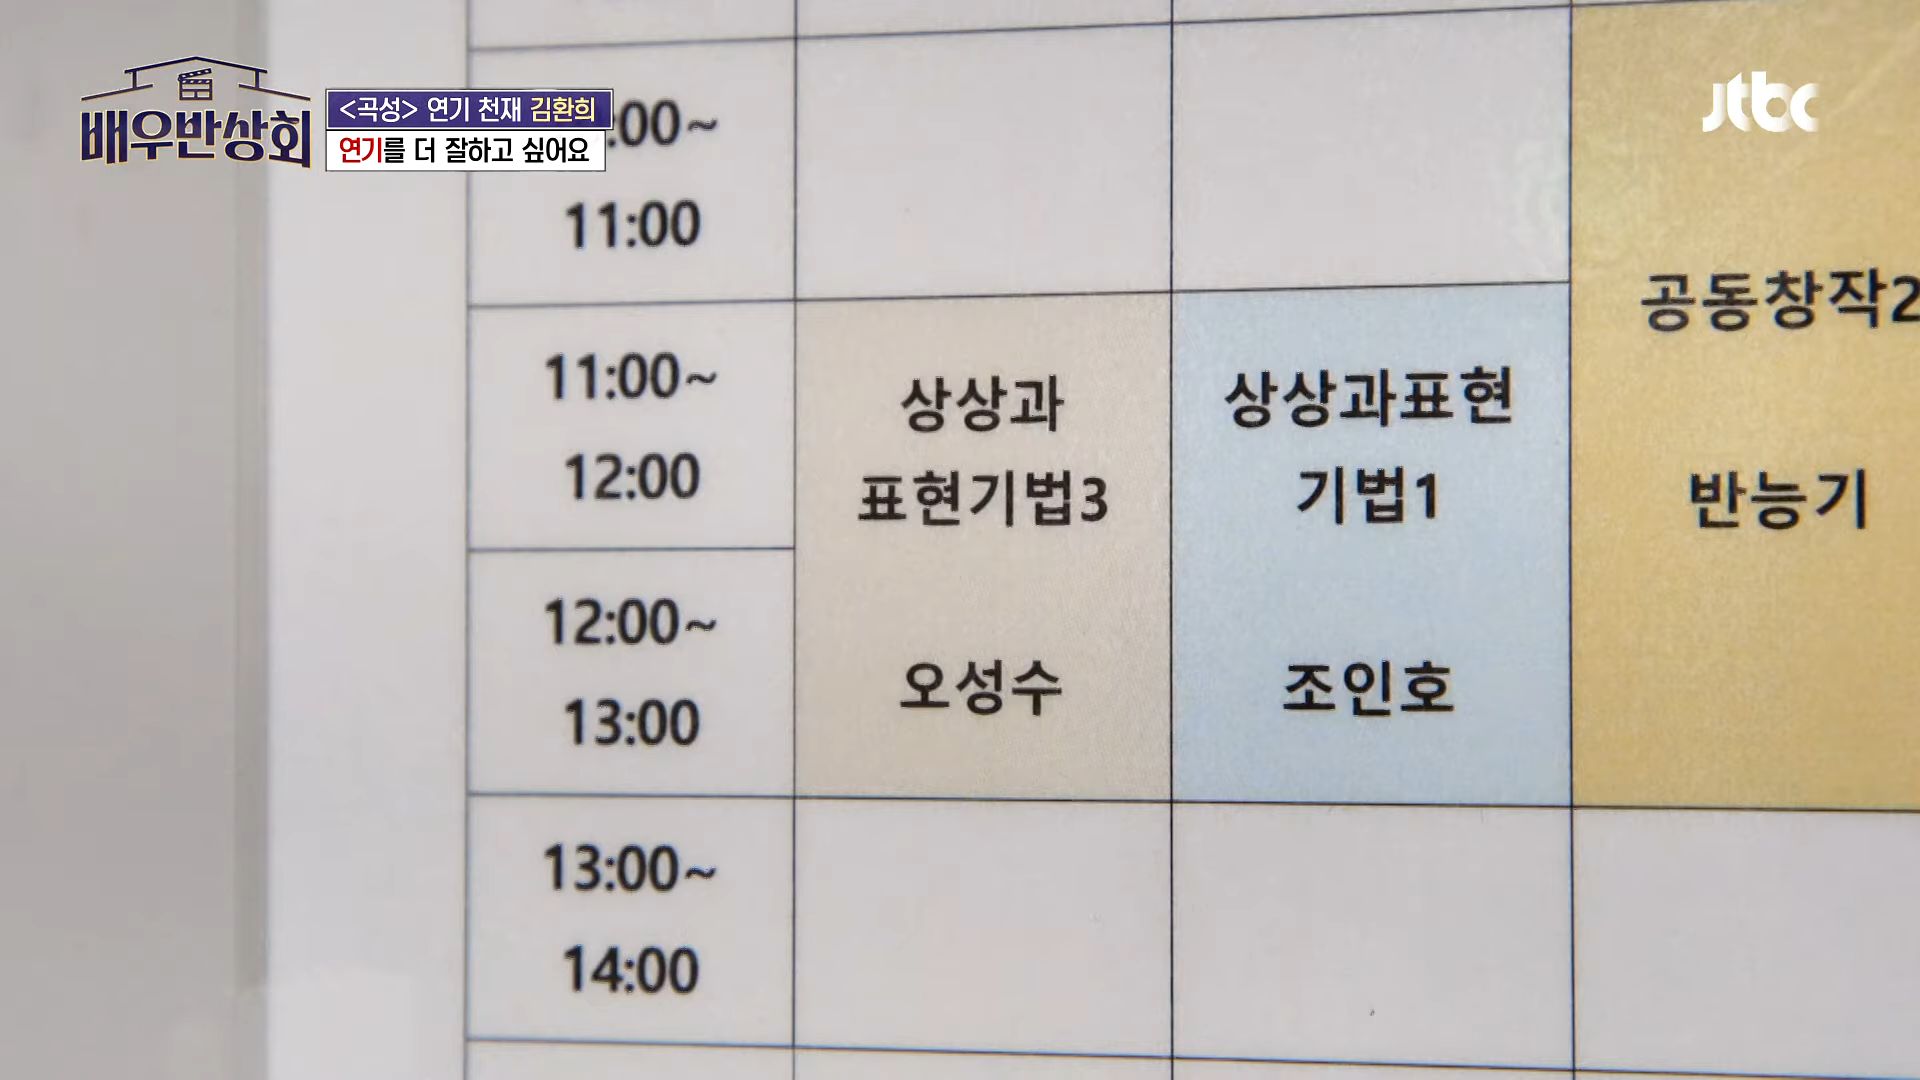 배우반상회
<곡성> 연기 천재 김환희
연기를 더 잘하고 싶어요
jtbc
:00~
11:00
11:00~
12:00
12:00~
13:00
13:00~
14:00
상상과
표현기법3
오성수
상상과표현
기법1
조인호
공동창작2
반능기